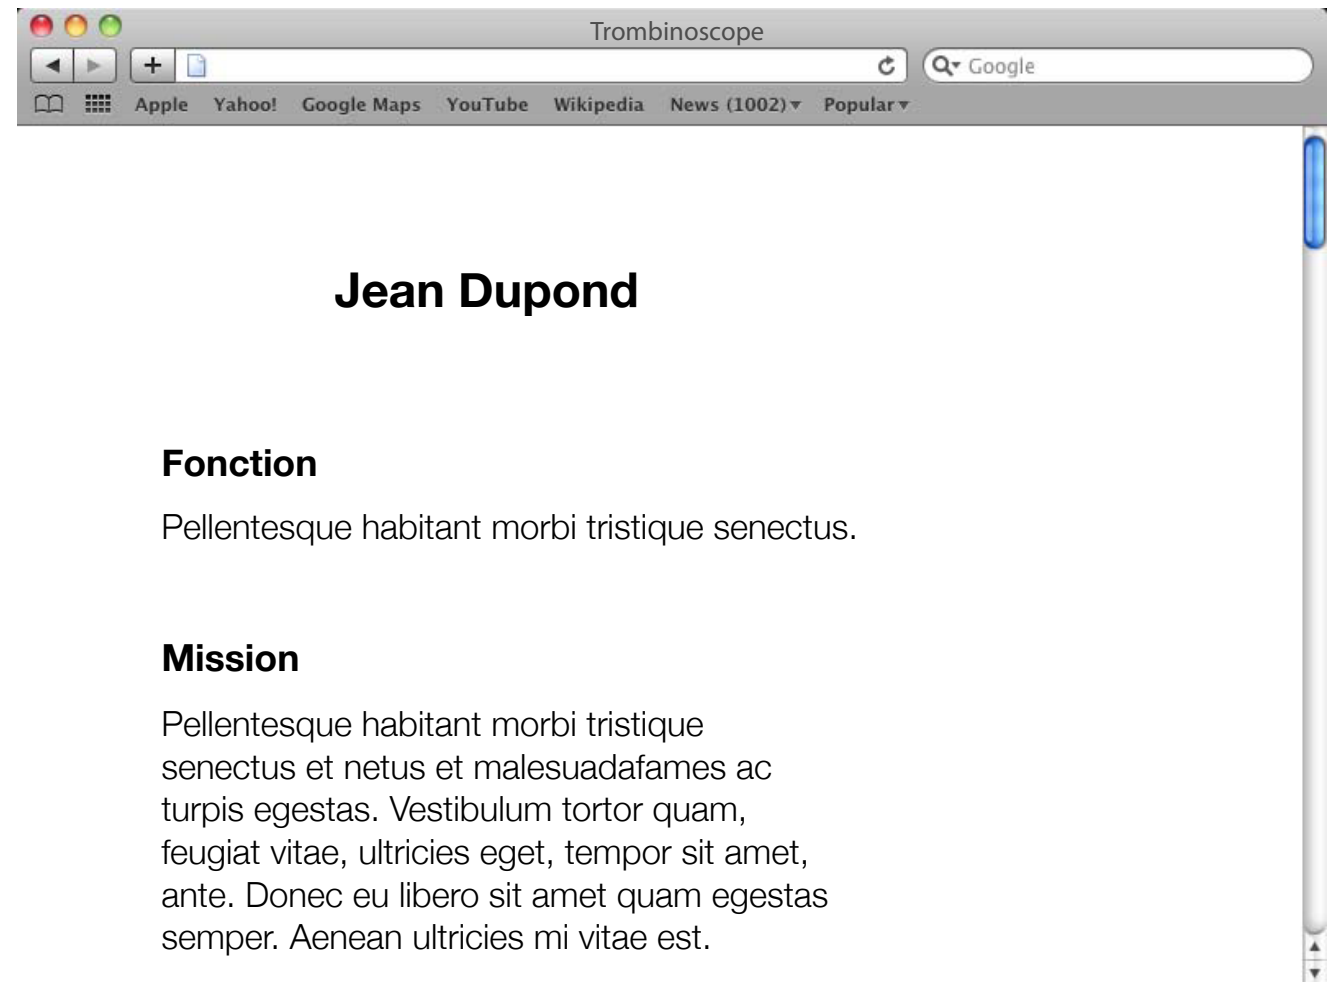 Trombinoscope
Google
Apple Yahoo! Google Maps YouTube Wikipedia News (1002) Popular
Jean Dupond
Fonction
Pellentesque habitant morbi tristique senectus.
Mission
Pellentesque habitant morbi tristique
senectus et netus et malesuadafames ac
turpis egestas. Vestibulum tortor quam,
feugiat vitae, ultricies eget, tempor sit amet,
ante. Donec eu libero sit amet quam egestas
semper. Aenean ultricies mi vitae est.